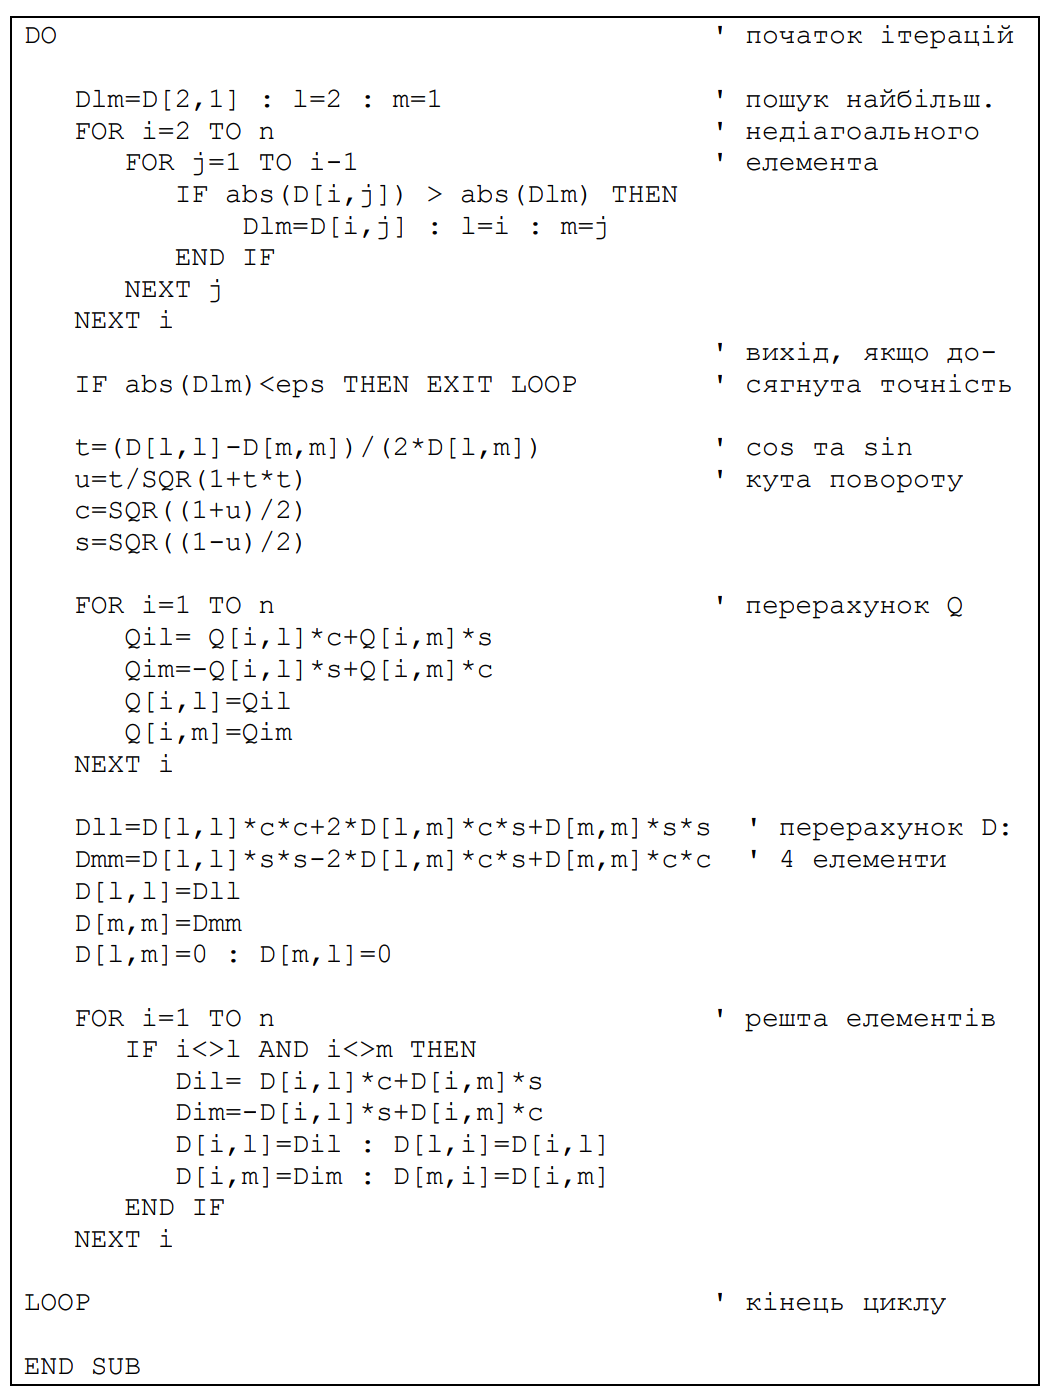 DO ' початок ітерацій
Dlm=D[2,1] : l=2 : m=1 ' пошук найбільш.
FOR i=2 TO n ' недіагоального
FOR j=1 TO i-1 ' елемента
IF abs(D[i,j]) > abs(Dlm) THEN
Dlm=D[i,j] : l=i : m=j
END IF
NEXT j
NEXT i
' вихід, якщо до-
IF abs(Dlm)<eps THEN EXIT LOOP ' сягнута точність
t=(D[l,l]-D[m,m])/(2*D[l,m]) ' cos та sin
u=t/SQR(1+t*t) ' кута повороту
c=SQR((1+u)/2)
s=SQR((1-u)/2)
FOR i=1 TO n ' перерахунок Q
Qil= Q[i,l]*c+Q[i,m]*s
Qim=-Q[i,l]*s+Q[i,m]*c
Q[i,l]=Qil
Q[i,m]=Qim
NEXT i
Dll=D[l,l]*c*c+2*D[l,m]*c*s+D[m,m]*s*s ' перерахунок D:
Dmm=D[l,l]*s*s-2*D[l,m]*c*s+D[m,m]*c*c ' 4 елементи
D[l,l]=Dll
D[m,m]=Dmm
D[l,m]=0 : D[m,l]=0
FOR i=1 TO n ' решта елементів
IF i<>l AND i<>m THEN
Dil= D[i,l]*c+D[i,m]*s
Dim=-D[i,l]*s+D[i,m]*c
D[i,l]=Dil : D[l,i]=D[i,l]
D[i,m]=Dim : D[m,i]=D[i,m]
END IF
NEXT i
LOOP ' кінець циклу
END SUB